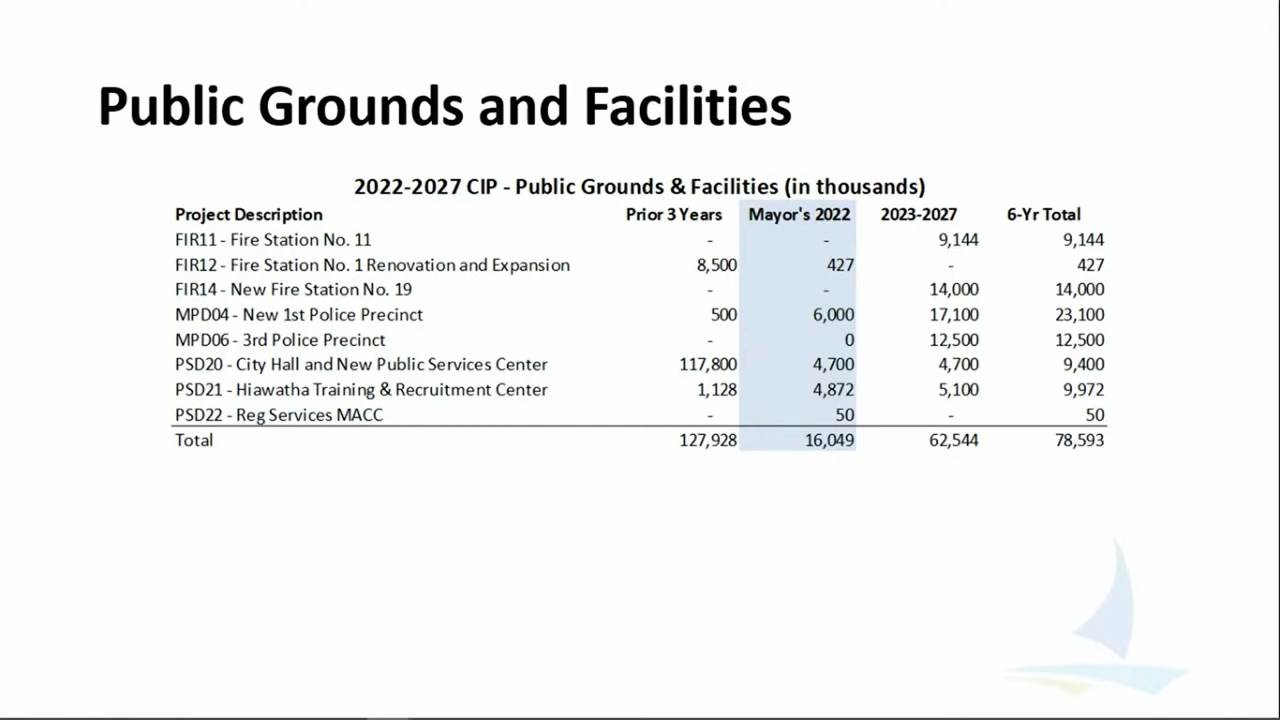 Public Grounds and Facilities
2022-2027 CIP - Public Grounds & Facilities (in thousands)
Project Description Prior 3 Years Mayor's 2022 2023-2027 6-Yr Total
FIR11 - Fire Station No. 11 - - 9,144 9,144
FIR12 - Fire Station No. 1 Renovation and Expansion 8,500 427 - 427
FIR14 - New Fire Station No. 19 - - 14,000 14,000
MPD04 - New 1st Police Precinct 500 6,000 17,100 23,100
MPD06 - 3rd Police Precinct - 0 12,500 12,500
PSD20 - City Hall and New Public Services Center 117,800 4,700 4,700 9,400
PSD21 - Hiawatha Training & Recruitment Center 1,128 4,872 5,100 9,972
PSD22 - Reg Services MACC - 50 - 50
Total 127,928 16,049 62,544 78,593